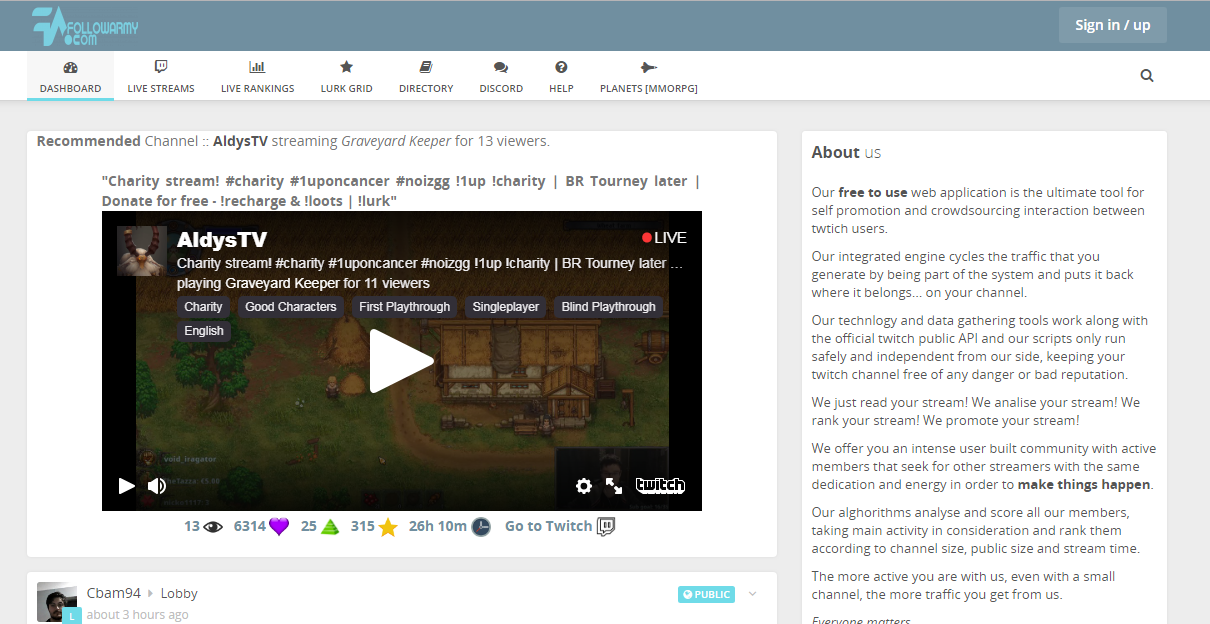 FOLLOWARMY
.COM
Sign in / up
DASHBOARD
LIVE STREAMS
LIVE RANKINGS
LURK GRID
DIRECTORY
DISCORD
HELP
PLANETS [MMORPG]
Recommended Channel :: AldysTV streaming Graveyard Keeper for 13 viewers.
"Charity stream! #charity #1uponcancer #noizgg !1up !charity | BR Tourney later |
Donate for free - !recharge & !loots | !lurk"
AldysTV
LIVE
Charity stream! #charity #1uponcancer #noizgg !1up !charity | BR Tourney later ...
playing Graveyard Keeper for 11 viewers
Charity
Good Characters
First Playthrough
Singleplayer
Blind Playthrough
English
void_iragator
twitch
13
6314
25
315
26h 10m
Go to Twitch
Cbam94
Lobby
PUBLIC
L
about 3 hours ago
About us
Our free to use web application is the ultimate tool for
self promotion and crowdsourcing interaction between
twtich users.
Our integrated engine cycles the traffic that you
generate by being part of the system and puts it back
where it belongs... on your channel.
Our technlogy and data gathering tools work along with
the official twitch public API and our scripts only run
safely and independent from our side, keeping your
twitch channel free of any danger or bad reputation.
We just read your stream! We analise your stream! We
rank your stream! We promote your stream!
We offer you an intense user built community with active
members that seek for other streamers with the same
dedication and energy in order to make things happen.
Our alghorithms analyse and score all our members,
taking main activity in consideration and rank them
according to channel size, public size and stream time.
The more active you are with us, even with a small
channel, the more traffic you get from us.
Everyone matters